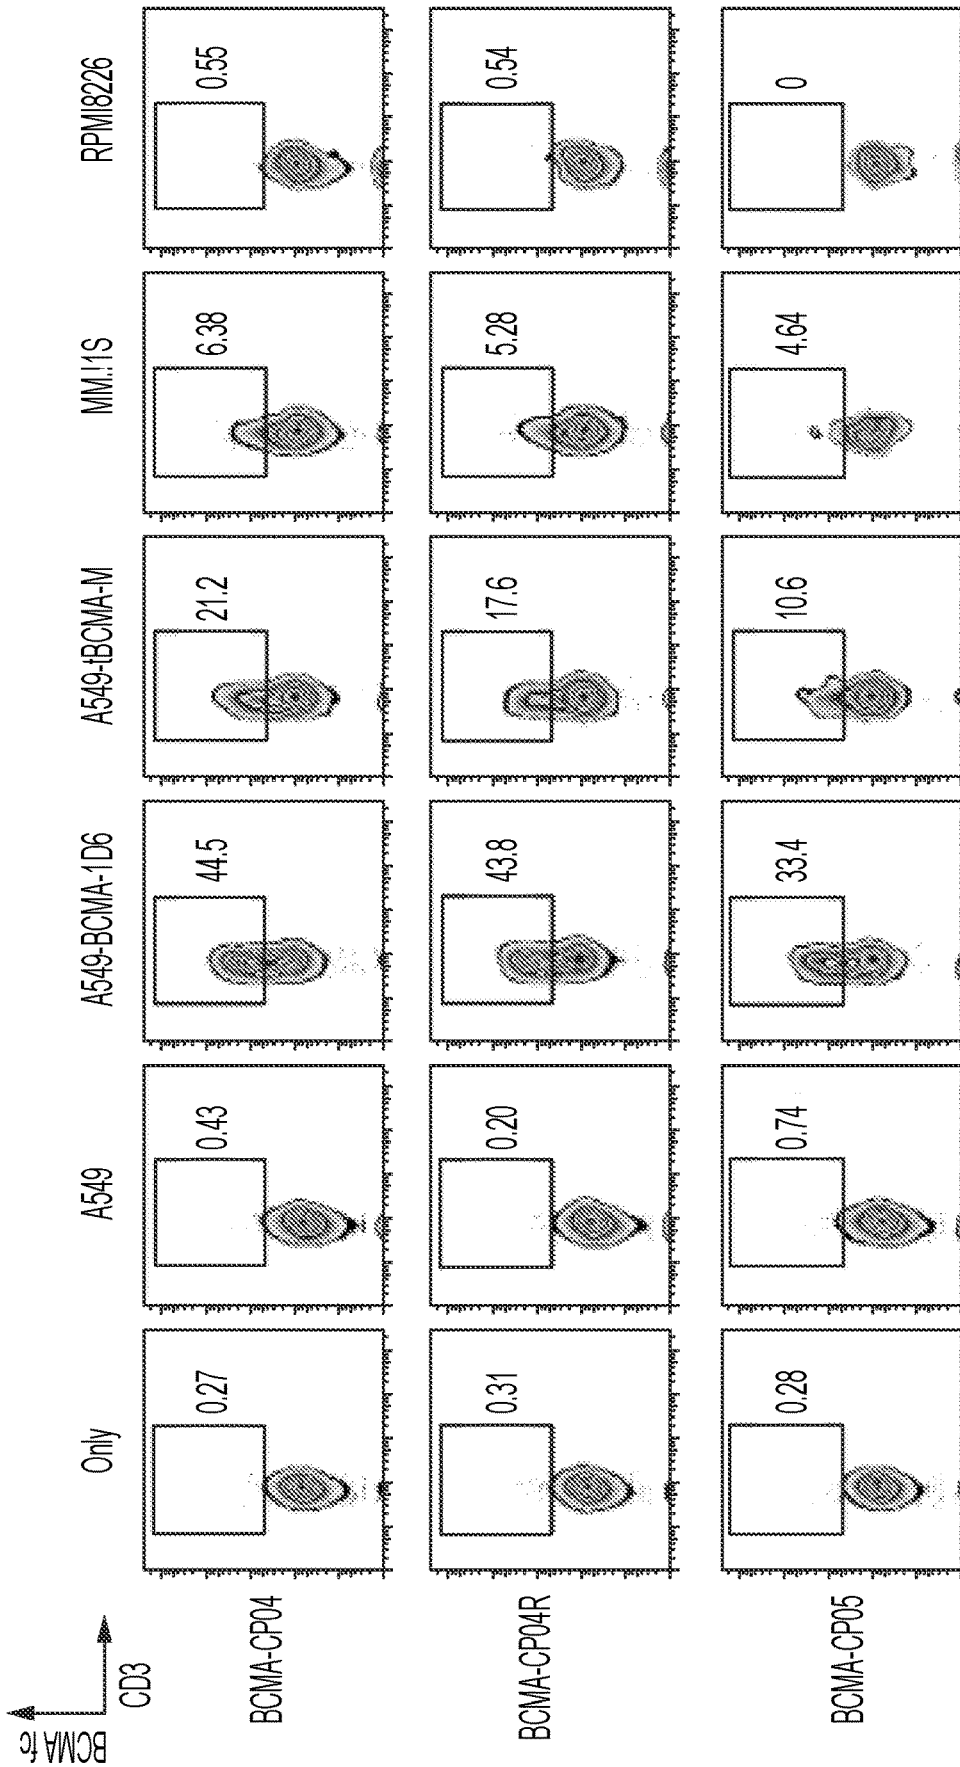 BCMA fc
CD3
Only
A549
A549-BCMA-1D6
A549-tBCMA-M
MM.!1S
RPMI8226
BCMA-CP04
0.27
0.43
44.5
21.2
6.38
0.55
BCMA-CP04R
0.31
0.20
43.8
17.6
5.28
0.54
BCMA-CP05
0.28
0.74
33.4
10.6
4.64
0